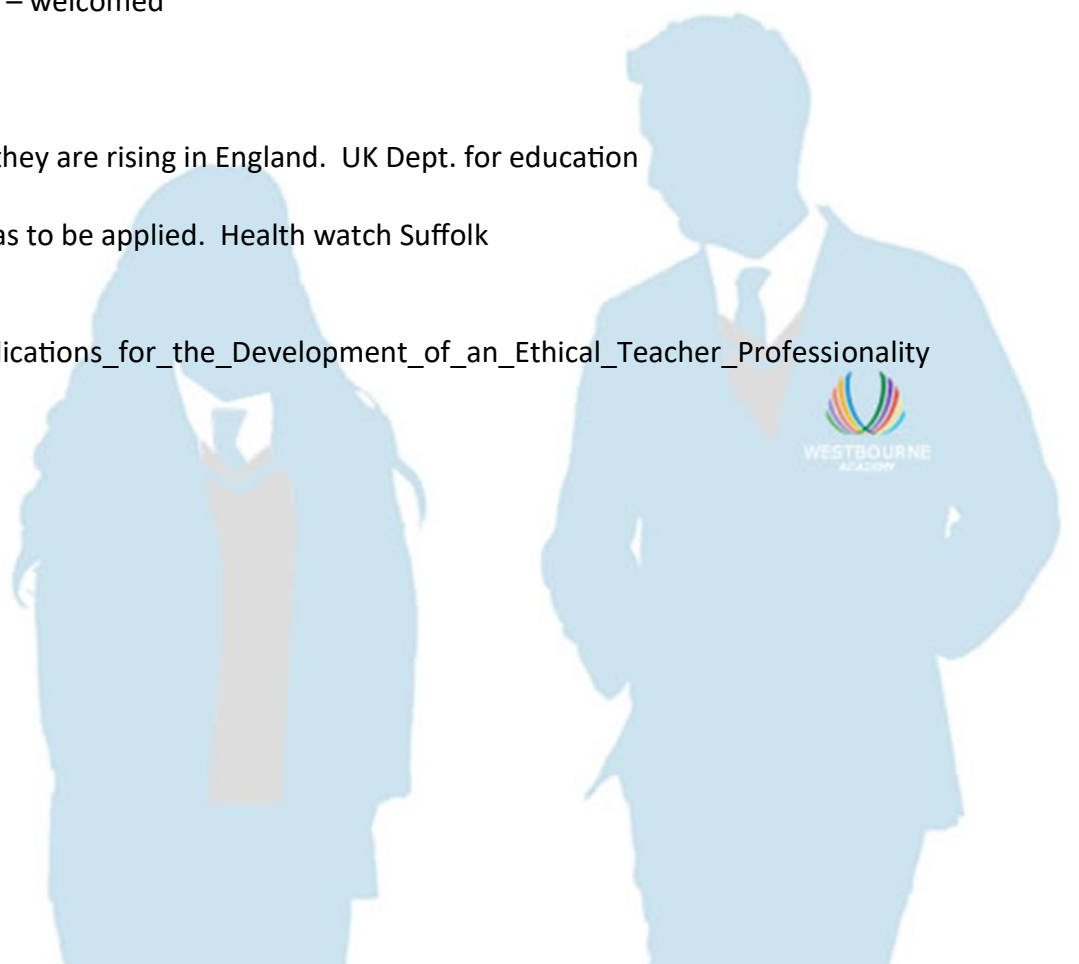 – welcomed
they are rising in England.  UK Dept. for education
as to be applied.  Health watch Suffolk
lications_for_the_Development_of_an_Ethical_Teacher_Professionality
WESTBOURNE
ACADEMY